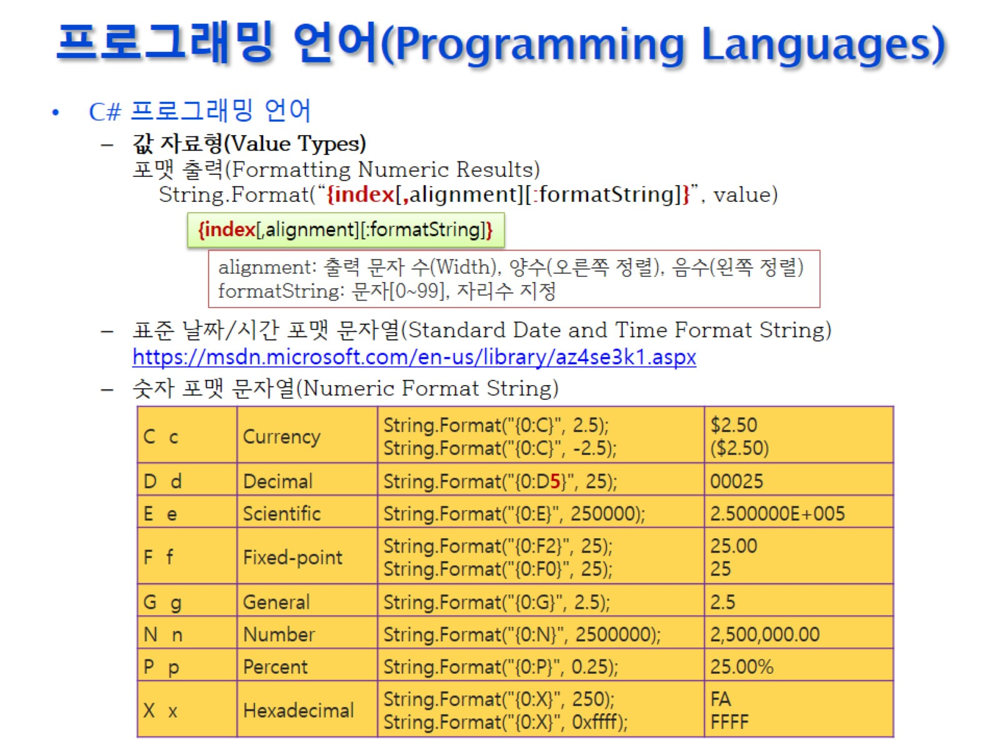 프로그래밍 언어(Programming Languages)
• C# 프로그래밍 언어
– 값 자료형(Value Types)
포맷 출력(Formatting Numeric Results)
String.Format(“{index[,alignment][:formatString]}”, value)
{index[,alignment][:formatString]}
alignment: 출력 문자 수(Width), 양수(오른쪽 정렬), 음수(왼쪽 정렬)
formatString: 문자[0~99], 자리수 지정
– 표준 날짜/시간 포맷 문자열(Standard Date and Time Format String)
https://msdn.microsoft.com/en-us/library/az4se3k1.aspx
– 숫자 포맷 문자열(Numeric Format String)
C c Currency String.Format("{0:C}", 2.5); $2.50
String.Format("{0:C}", -2.5); ($2.50)
D d Decimal String.Format("{0:D5}", 25); 00025
E e Scientific String.Format("{0:E}", 250000); 2.500000E+005
F f Fixed-point String.Format("{0:F2}", 25); 25.00
String.Format("{0:F0}", 25); 25
G g General String.Format("{0:G}", 2.5); 2.5
N n Number String.Format("{0:N}", 2500000); 2,500,000.00
P p Percent String.Format("{0:P}", 0.25); 25.00%
X x Hexadecimal String.Format("{0:X}", 250); FA
String.Format("{0:X}", 0xffff); FFFF